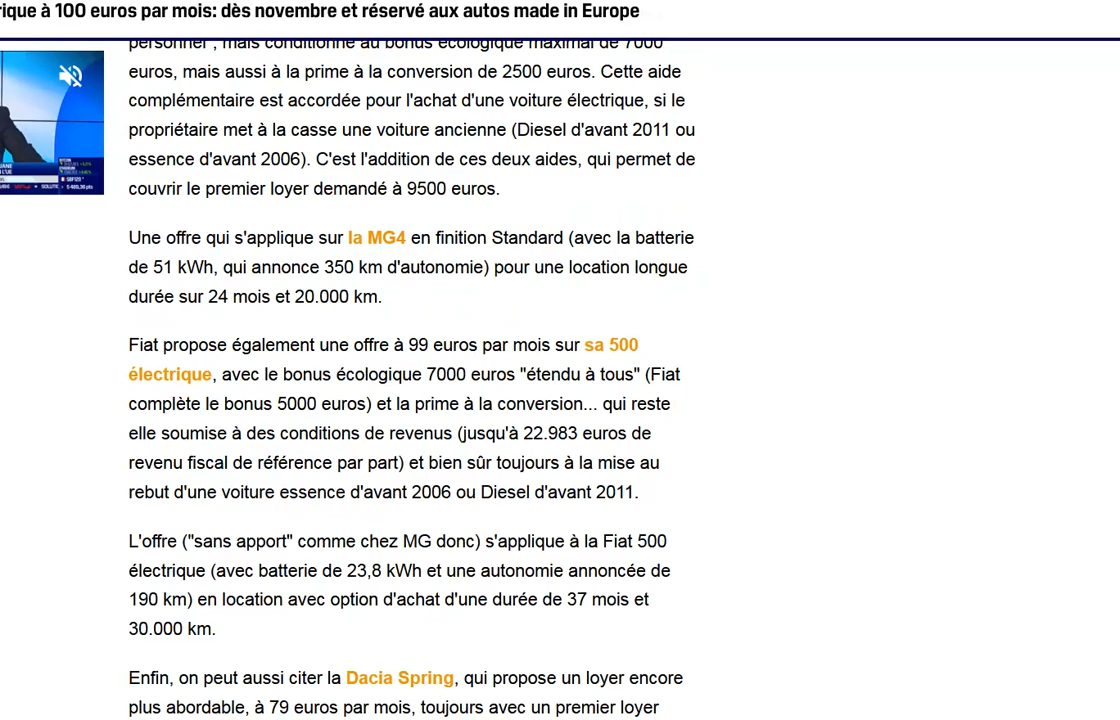 rique à 100 euros par mois: dès novembre et réservé aux autos made in Europe
personnel", mais conditionné au bonus écologique maximal de 7000
euros, mais aussi à la prime à la conversion de 2500 euros. Cette aide
complémentaire est accordée pour l'achat d'une voiture électrique, si le
propriétaire met à la casse une voiture ancienne (Diesel d'avant 2011 ou
essence d'avant 2006). C'est l'addition de ces deux aides, qui permet de
couvrir le premier loyer demandé à 9500 euros.
Une offre qui s'applique sur la MG4 en finition Standard (avec la batterie
de 51 kWh, qui annonce 350 km d'autonomie) pour une location longue
durée sur 24 mois et 20.000 km.
Fiat propose également une offre à 99 euros par mois sur sa 500
électrique, avec le bonus écologique 7000 euros "étendu à tous" (Fiat
complète le bonus 5000 euros) et la prime à la conversion... qui reste
elle soumise à des conditions de revenus (jusqu'à 22.983 euros de
revenu fiscal de référence par part) et bien sûr toujours à la mise au
rebut d'une voiture essence d'avant 2006 ou Diesel d'avant 2011.
L'offre ("sans apport" comme chez MG donc) s'applique à la Fiat 500
électrique (avec batterie de 23,8 kWh et une autonomie annoncée de
190 km) en location avec option d'achat d'une durée de 37 mois et
30.000 km.
Enfin, on peut aussi citer la Dacia Spring, qui propose un loyer encore
plus abordable, à 79 euros par mois, toujours avec un premier loyer